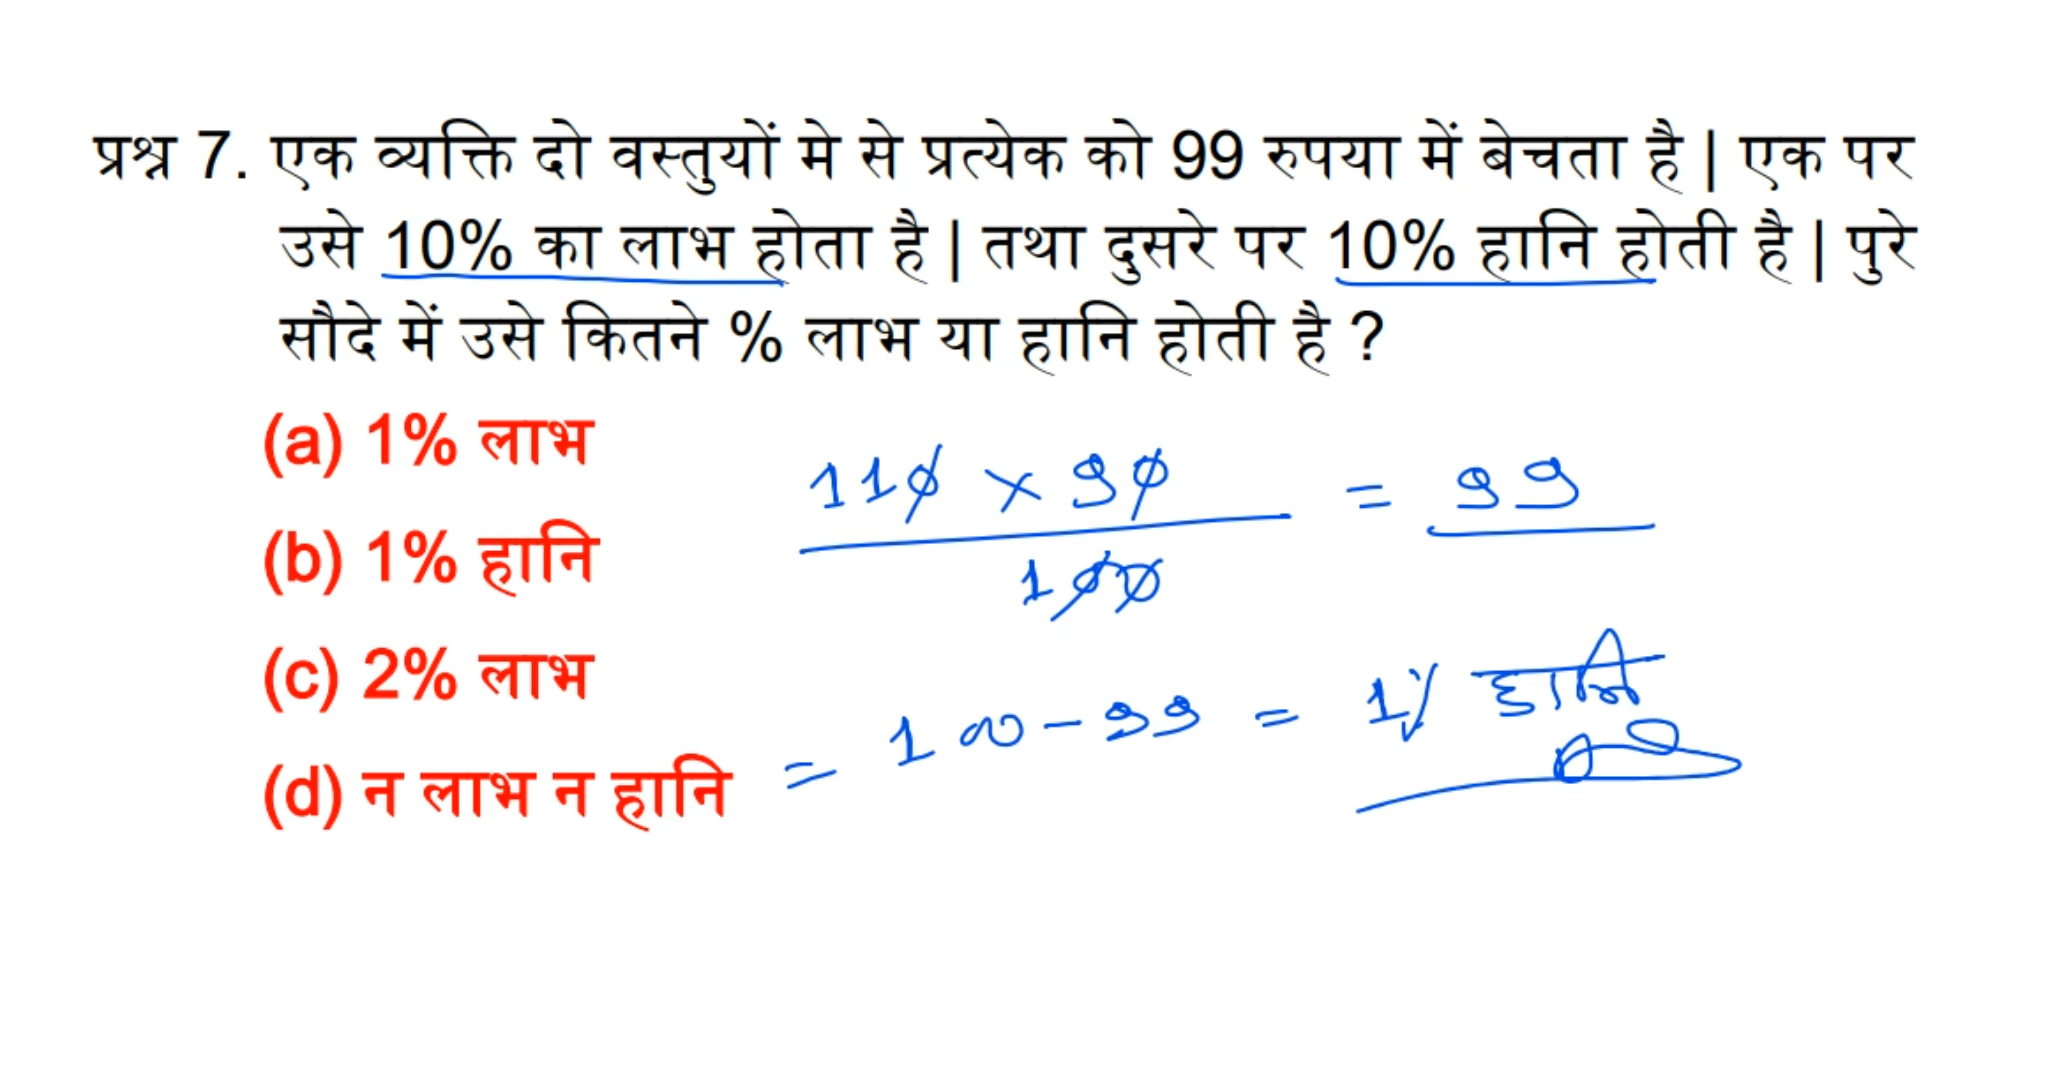 प्रश्न 7. एक व्यक्ति दो वस्तुयों मे से प्रत्येक को 99 रुपया में बेचता है | एक पर
उसे 10% का लाभ होता है | तथा दुसरे पर 10% हानि होती है | पुरे
सौदे में उसे कितने % लाभ या हानि होती है ?
(a) 1% लाभ
(b) 1% हानि
(c) 2% लाभ
(d) न लाभ न हानि
110 × 90 = 99
100
= 100 - 99 = 1% हानि